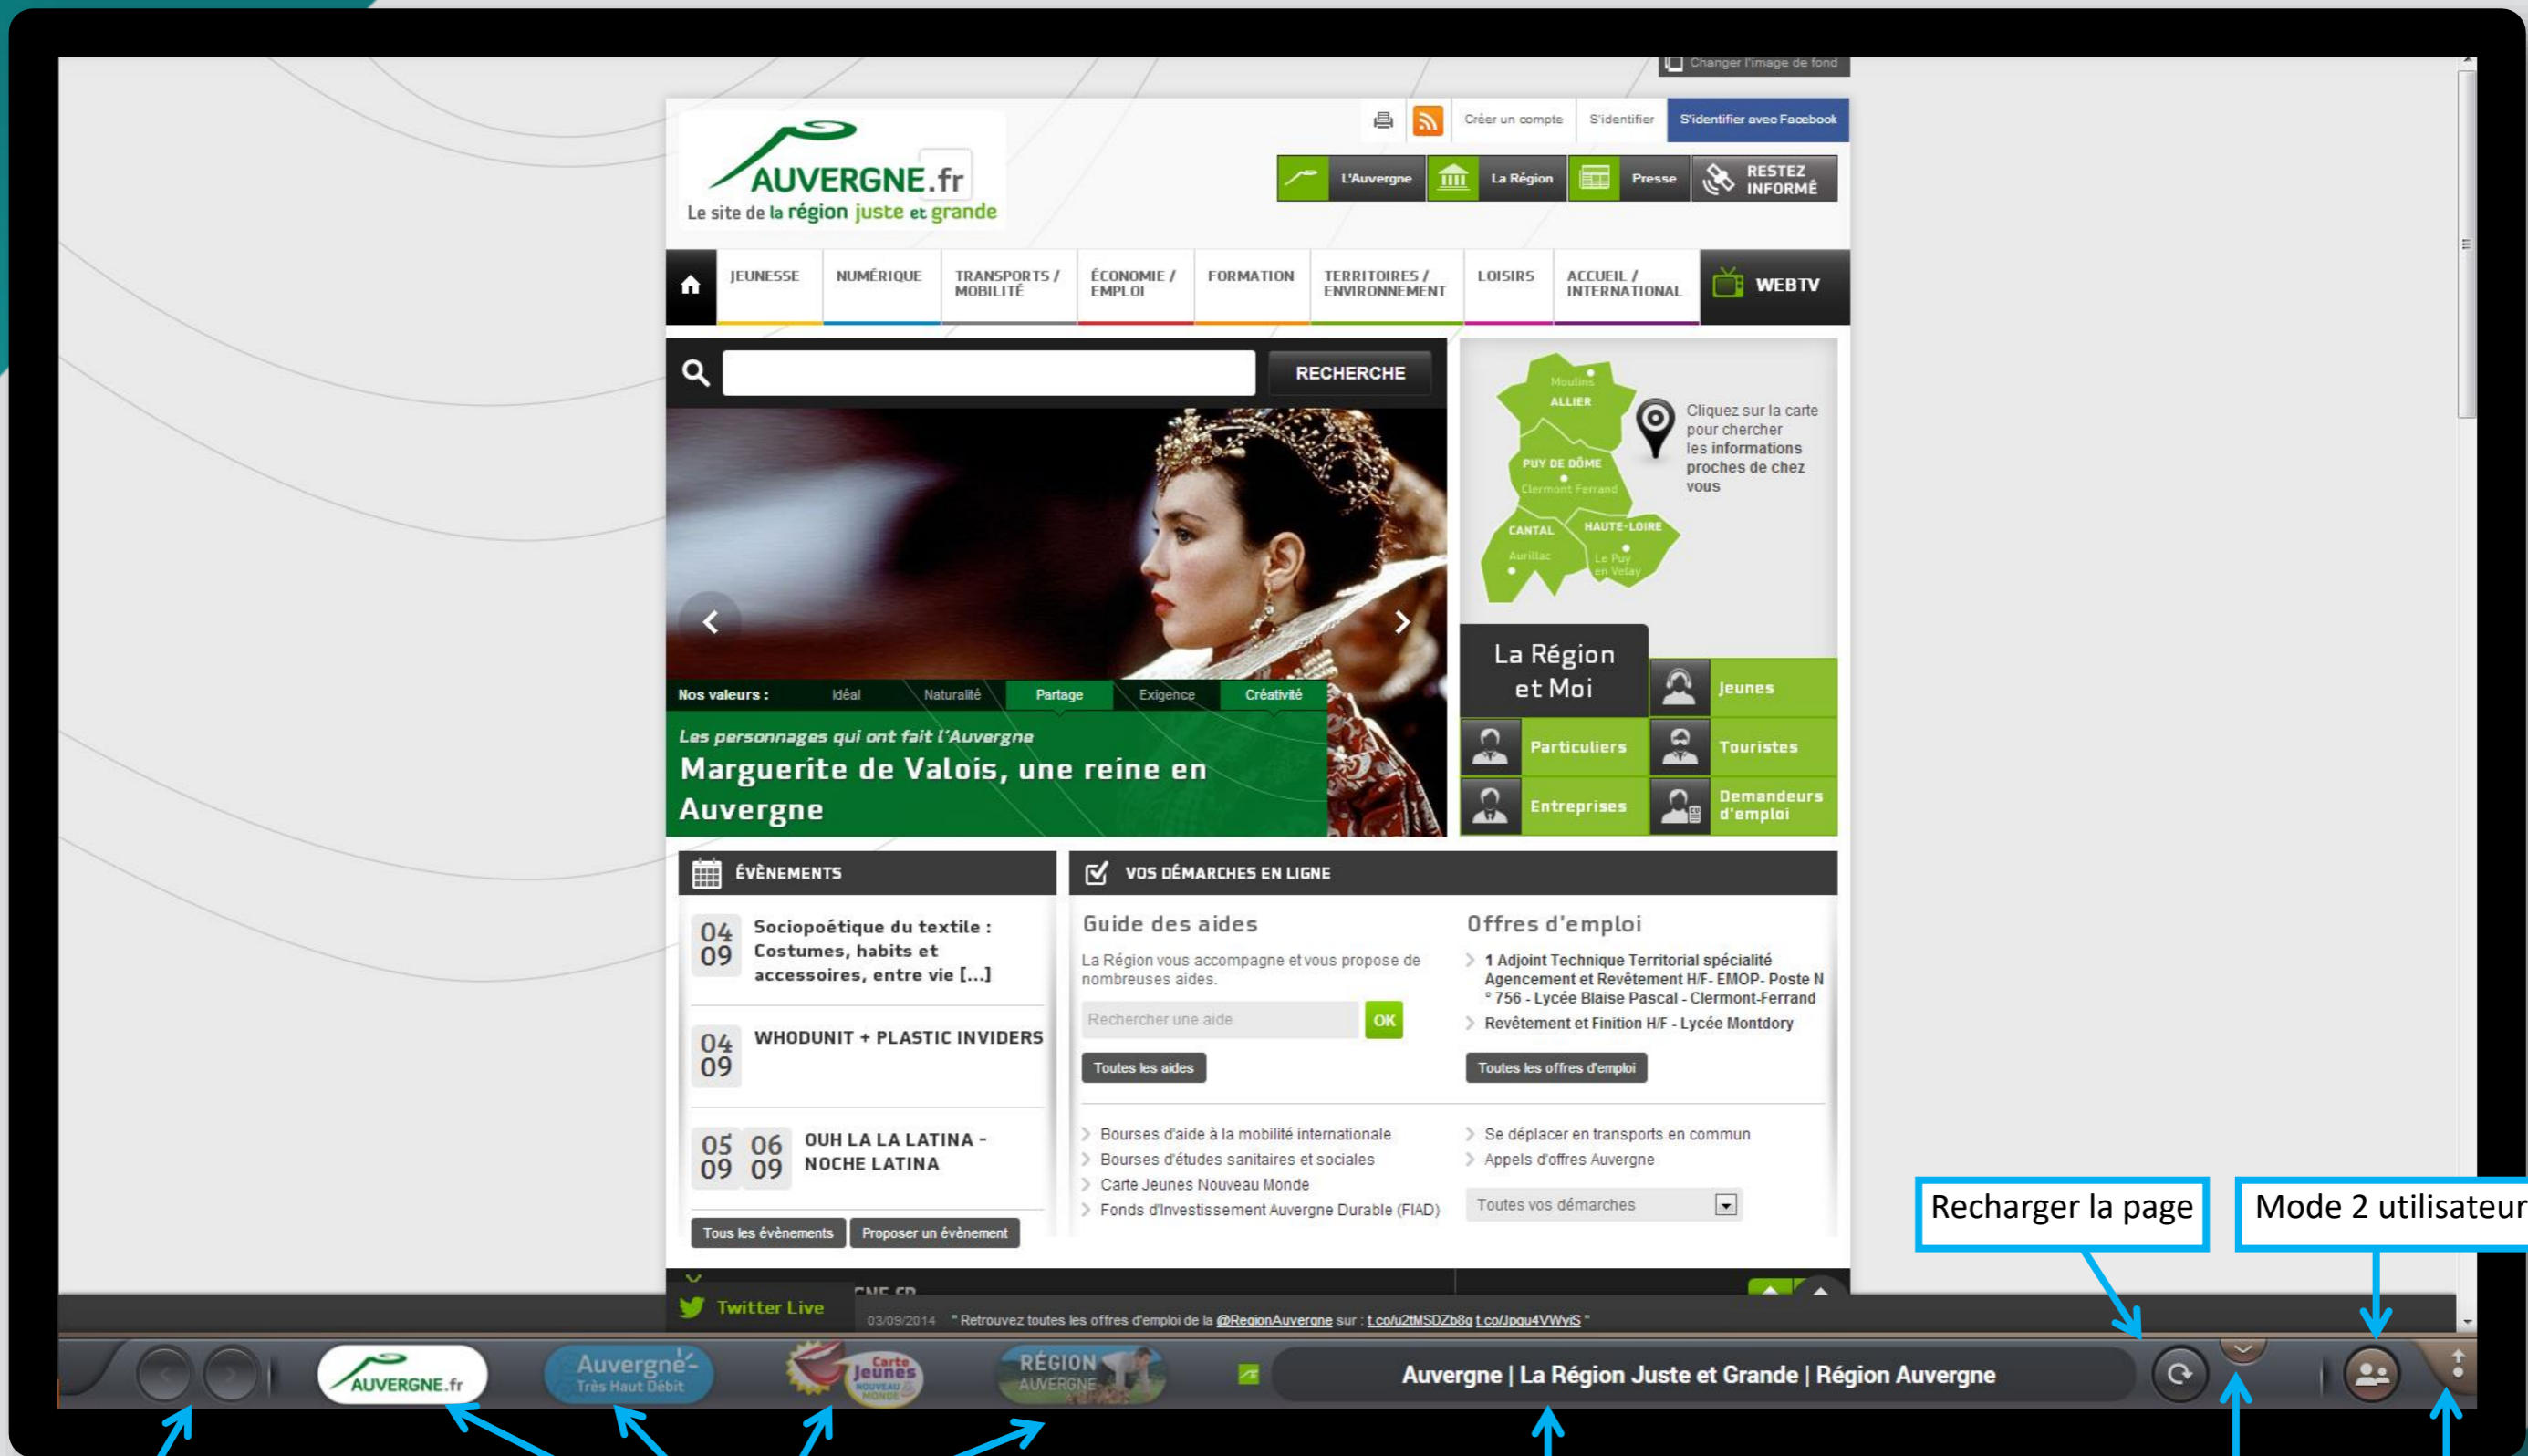 Changer l'image de fond
AUVERGNE.fr
Le site de la région juste et grande
Créer un compte
S'identifier
S'identifier avec Facebook
L'Auvergne
La Région
Presse
RESTEZ
INFORMÉ
JEUNESSE
NUMÉRIQUE
TRANSPORTS /
MOBILITÉ
ÉCONOMIE /
EMPLOI
FORMATION
TERRITOIRES /
ENVIRONNEMENT
LOISIRS
ACCUEIL /
INTERNATIONAL
WEBTV
RECHERCHE
Moulins
ALLIER
PUY DE DÔME
Clermont Ferrand
CANTAL
HAUTE-LOIRE
Aurillac
Le Puy
en Velay
Cliquez sur la carte
pour chercher
les informations
proches de chez
vous
La Région
et Moi
Jeunes
Particuliers
Touristes
Entreprises
Demandeurs
d'emploi
Nos valeurs :
Idéal
Naturalité
Partage
Exigence
Créativité
Les personnages qui ont fait l'Auvergne
Marguerite de Valois, une reine en
Auvergne
ÉVÈNEMENTS
04
09
Sociopoétique du textile :
Costumes, habits et
accessoires, entre vie [...]
04
09
WHODUNIT + PLASTIC INVIDERS
05 06
09 09
OUH LA LA LATINA -
NOCHE LATINA
Tous les évènements
Proposer un évènement
VOS DÉMARCHES EN LIGNE
Guide des aides
La Région vous accompagne et vous propose de
nombreuses aides.
Rechercher une aide
OK
Toutes les aides
Offres d'emploi
1 Adjoint Technique Territorial spécialité
Agencement et Revêtement H/F- EMOP- Poste N
° 756 - Lycée Blaise Pascal - Clermont-Ferrand
Revêtement et Finition H/F - Lycée Montdory
Toutes les offres d'emploi
Bourses d'aide à la mobilité internationale
Bourses d'études sanitaires et sociales
Carte Jeunes Nouveau Monde
Fonds d'Investissement Auvergne Durable (FIAD)
Se déplacer en transports en commun
Appels d'offres Auvergne
Toutes vos démarches
Recharger la page
Mode 2 utilisateur
Twitter Live
03/09/2014 " Retrouvez toutes les offres d'emploi de la @RegionAuvergne sur : t.co/u2tMSDZb8q t.co/Jpqu4VWyiS "
AUVERGNE.fr
Auvergne
Très Haut Débit
Carte
Jeunes
NOUVEAU
MONDE
RÉGION
AUVERGNE
Auvergne | La Région Juste et Grande | Région Auvergne